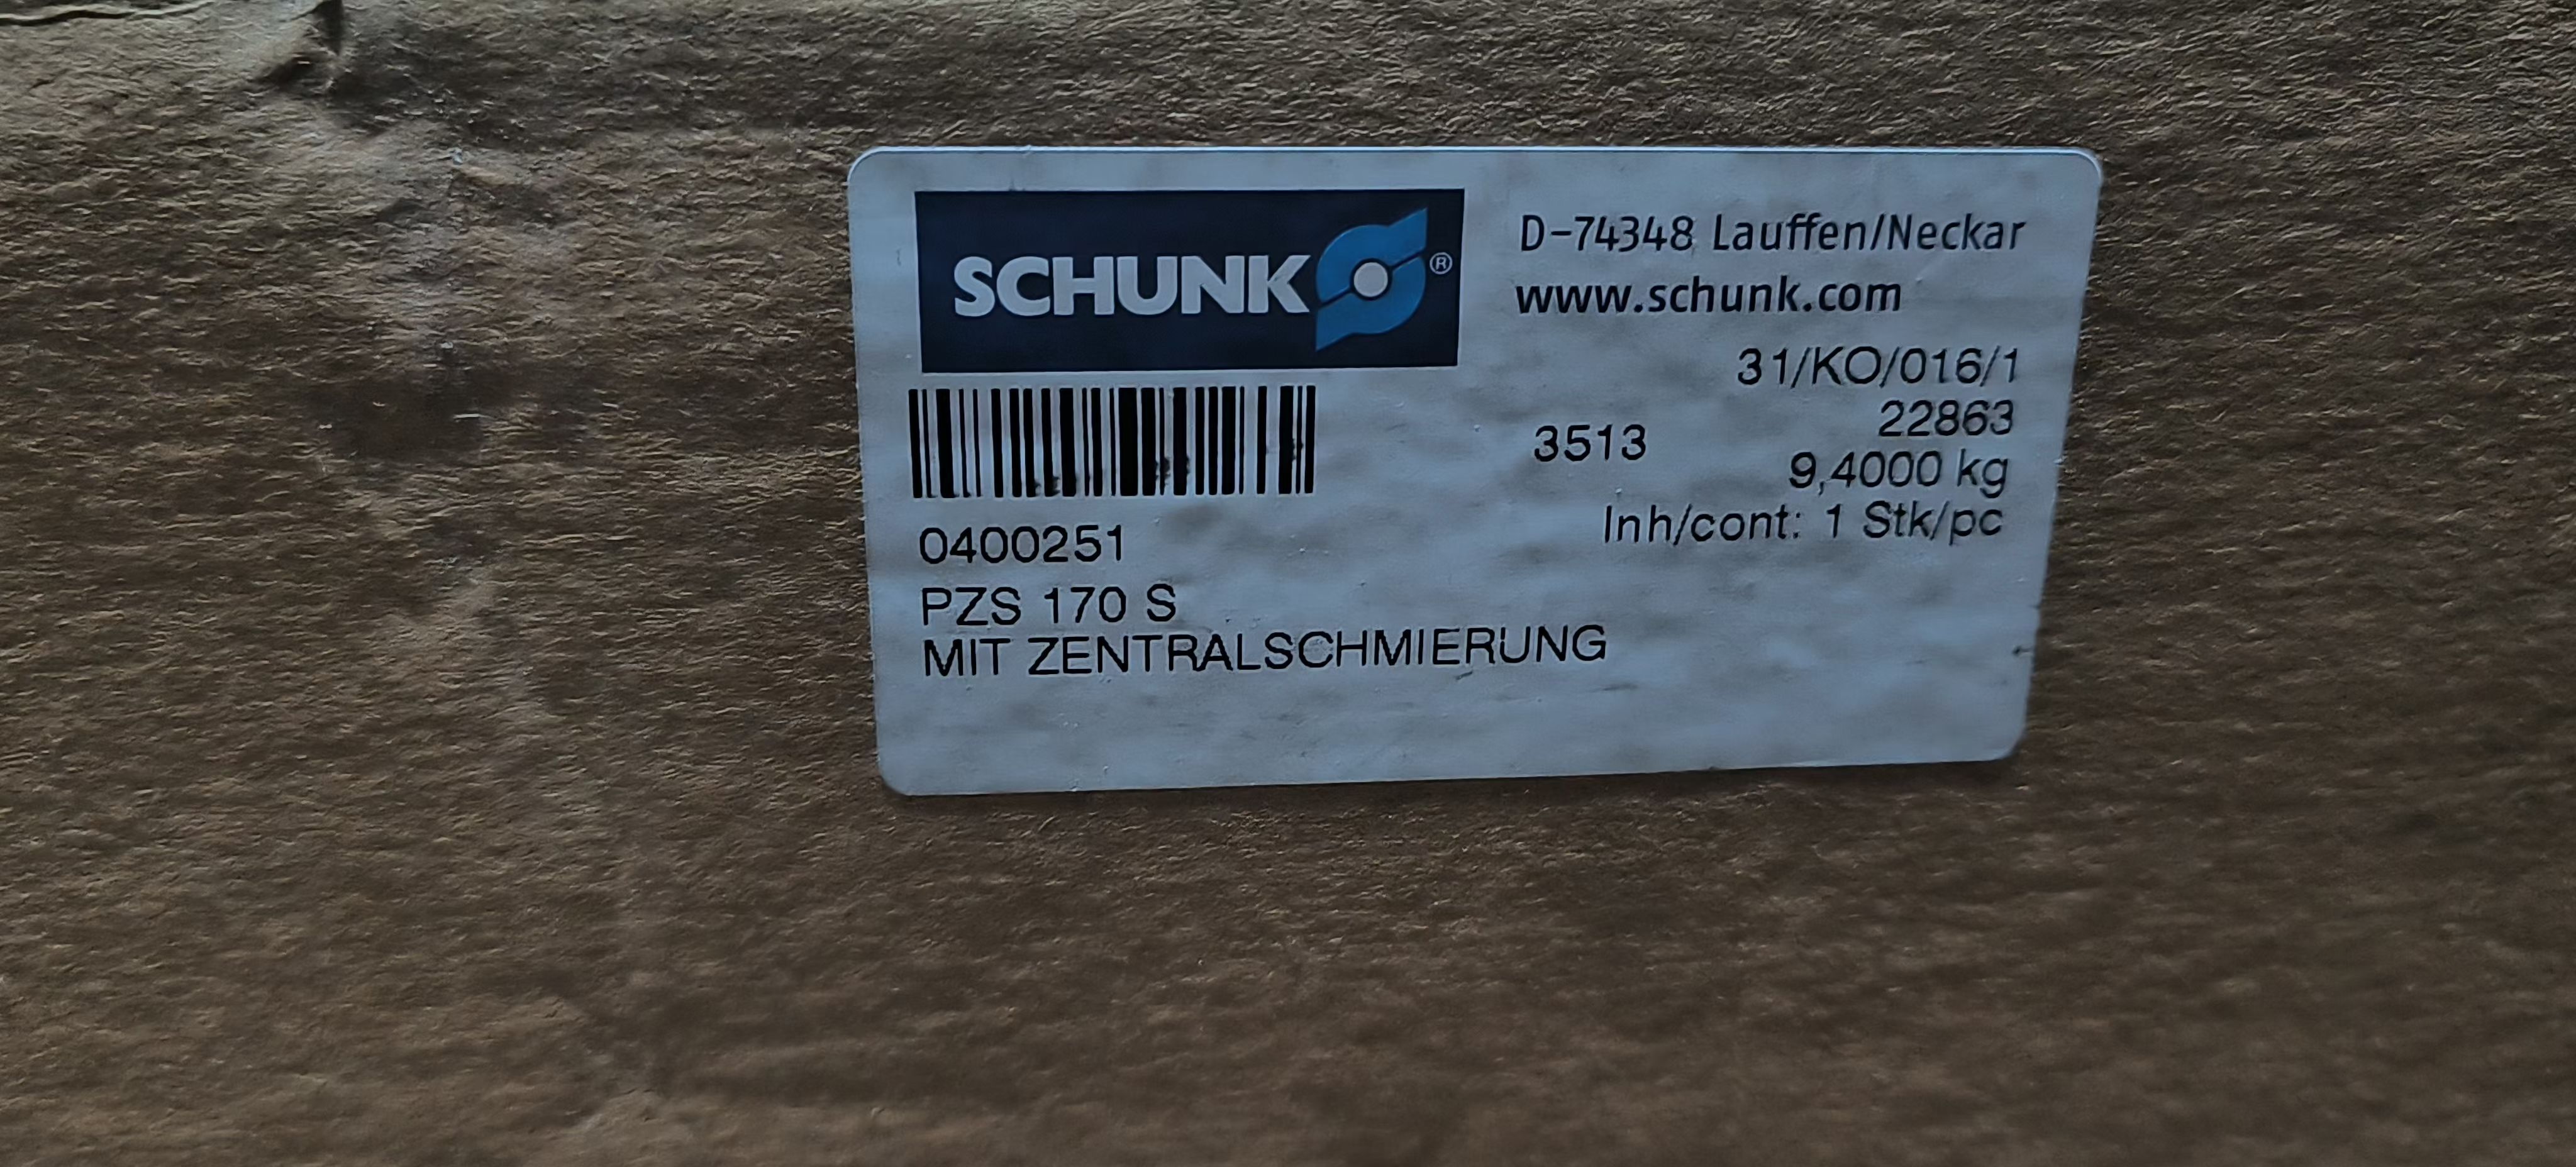 SCHUNK ®
D-74348 Lauffen/Neckar
www.schunk.com
31/KO/016/1
22863
3513
9,4000 kg
Inh/cont: 1 Stk/pc
0400251
PZS 170 S
MIT ZENTRALSCHMIERUNG